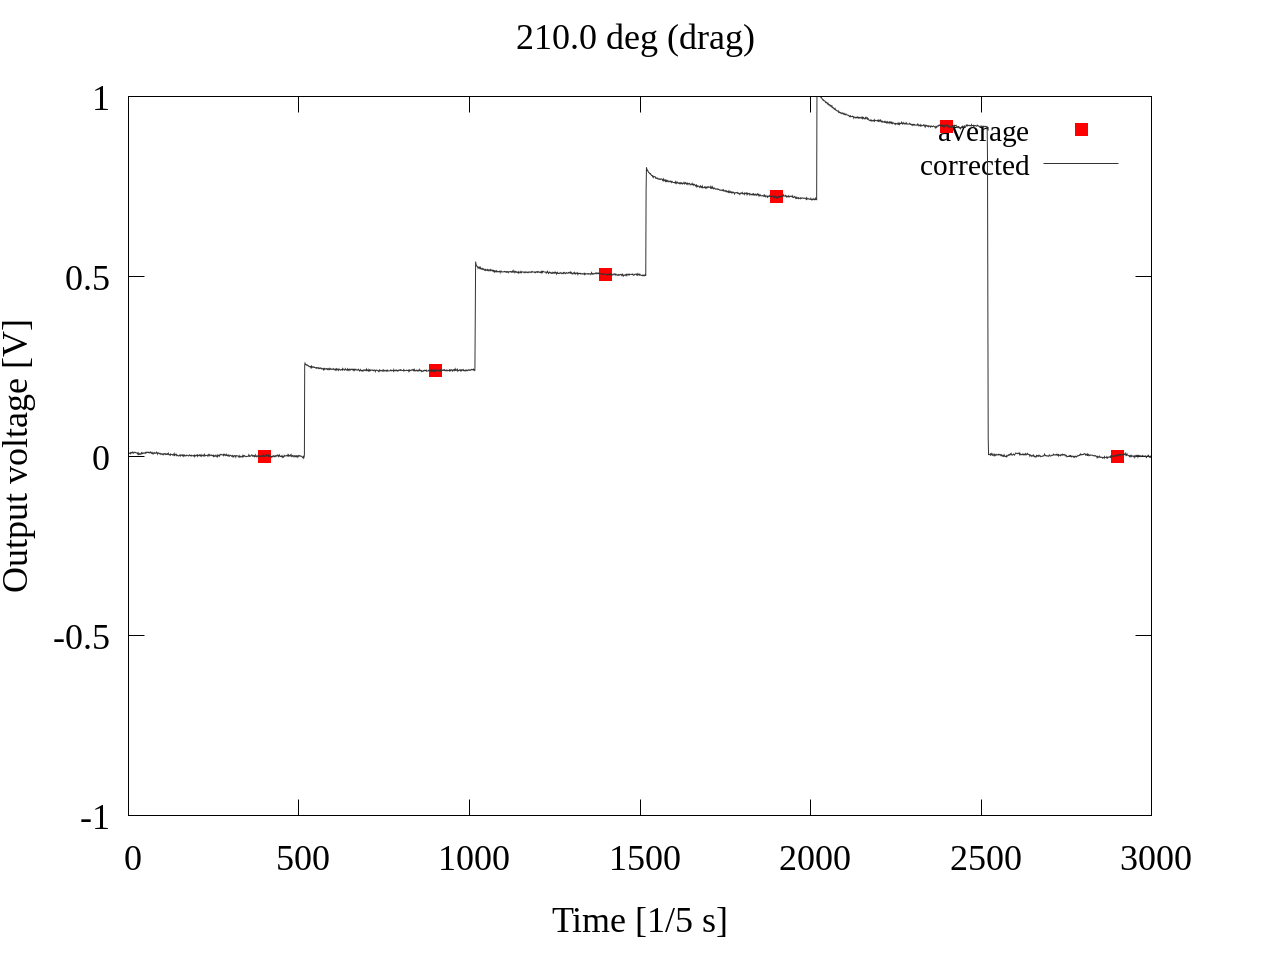 210.0 deg (drag)
1
average
corrected
0.5
0
-0.5
-1
Output voltage [V]
0 500 1000 1500 2000 2500 3000
Time [1/5 s]